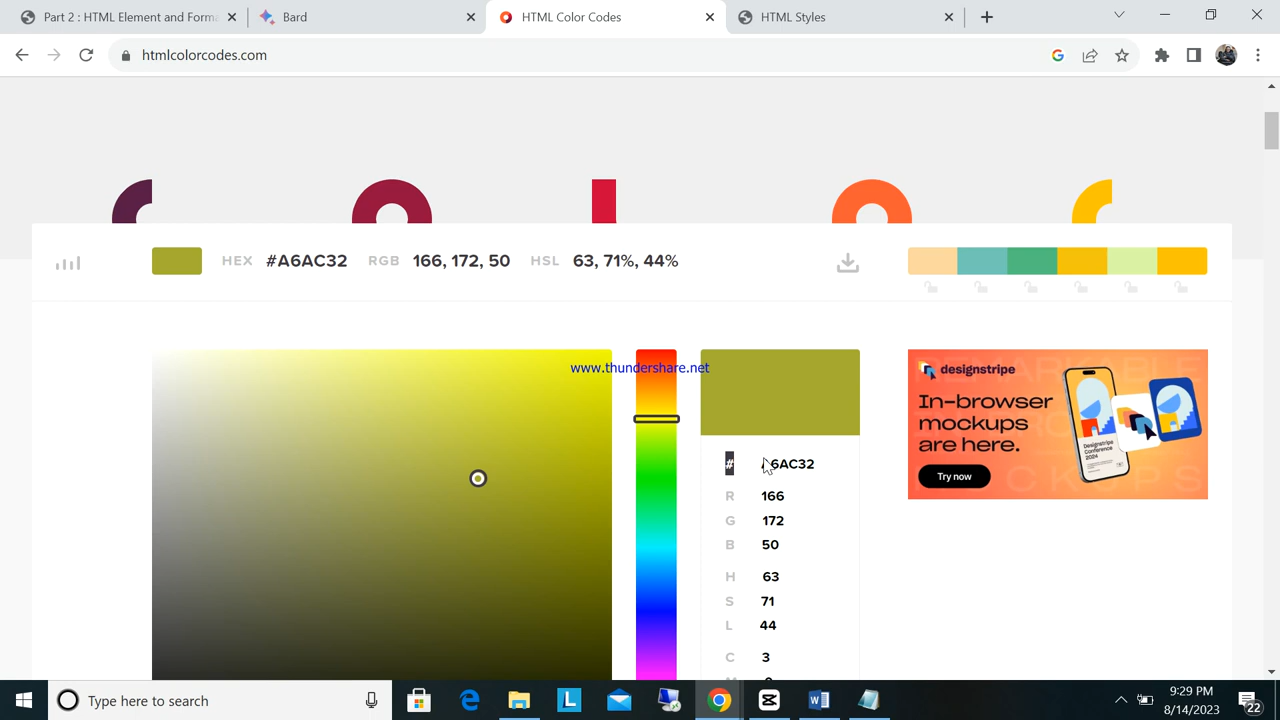 Part 2 : HTML Element and Forma
Bard
HTML Color Codes
HTML Styles
htmlcolorcodes.com
HEX #A6AC32 RGB 166, 172, 50 HSL 63, 71%, 44%
www.thundershare.net
designstripe
In-browser
mockups
are here.
Try now
# A6AC32
R 166
G 172
B 50
H 63
S 71
L 44
C 3
Type here to search
9:29 PM
8/14/2023
22